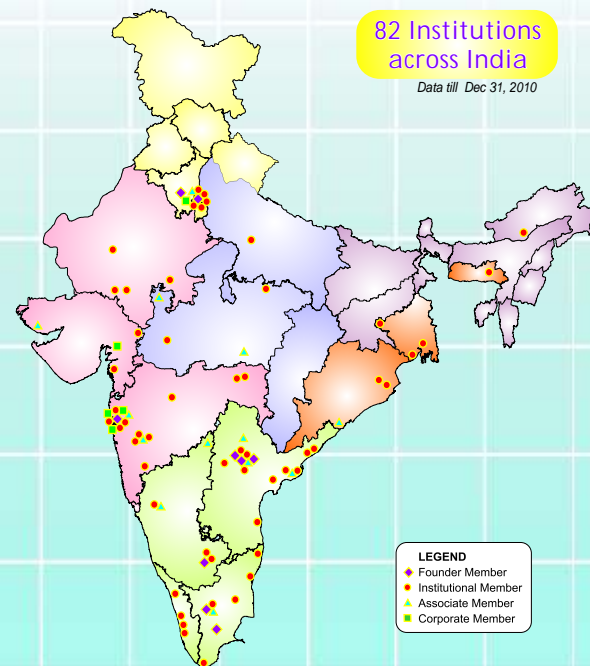 82 Institutions
across India
Data till Dec 31, 2010
LEGEND
Founder Member
Institutional Member
Associate Member
Corporate Member